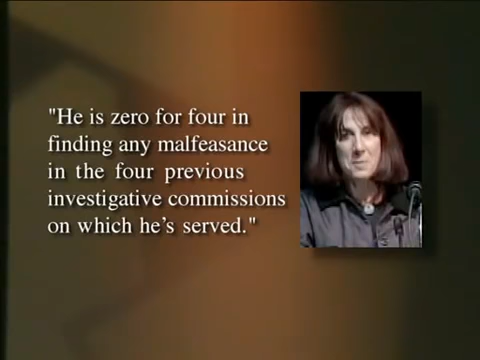 "He is zero for four in
finding any malfeasance
in the four previous
investigative commissions
on which he's served."